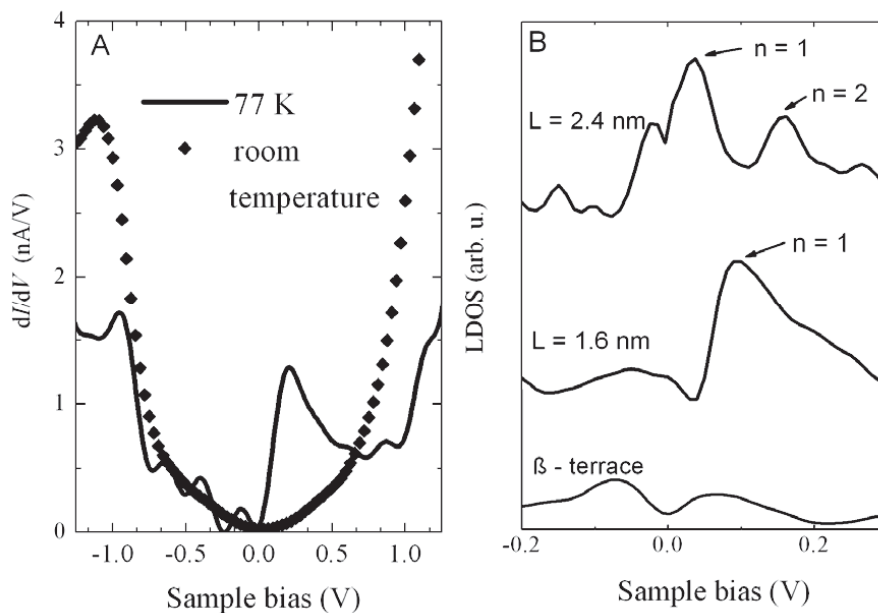 A
77 K
room
temperature
dI/dV (nA/V)
4
3
2
1
0
-1.0 -0.5 0.0 0.5 1.0
Sample bias (V)
B
n = 1
n = 2
L = 2.4 nm
n = 1
L = 1.6 nm
ß - terrace
LDOS (arb. u.)
-0.2 0.0 0.2
Sample bias (V)